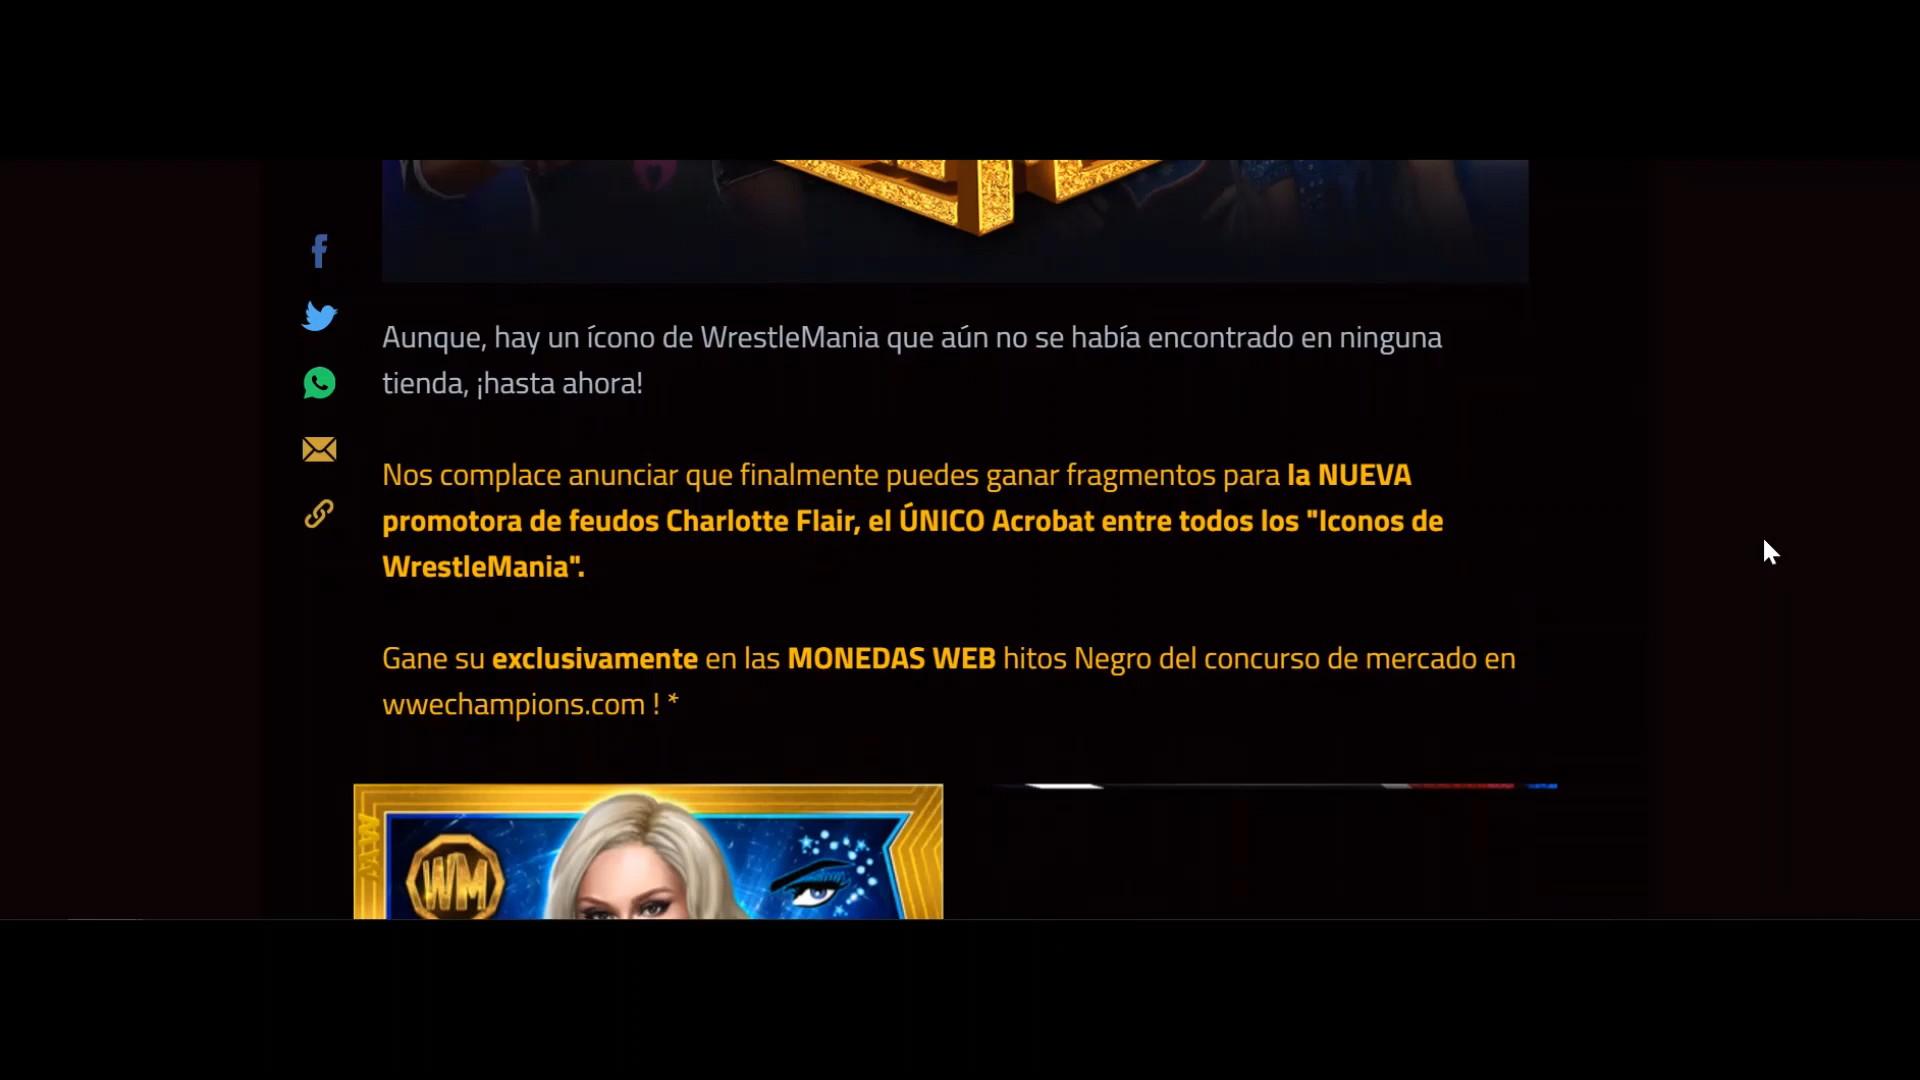 Aunque, hay un ícono de WrestleMania que aún no se había encontrado en ninguna
tienda, ¡hasta ahora!
Nos complace anunciar que finalmente puedes ganar fragmentos para la NUEVA
promotora de feudos Charlotte Flair, el ÚNICO Acrobat entre todos los "Iconos de
WrestleMania".
Gane su exclusivamente en las MONEDAS WEB hitos Negro del concurso de mercado en
wwechampions.com ! *
WM